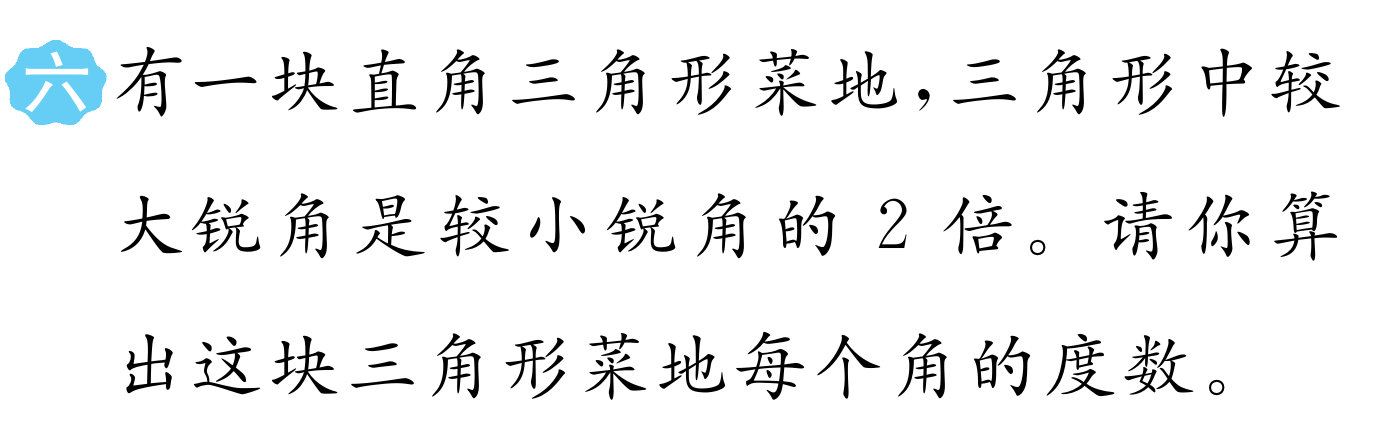 六 有一块直角三角形菜地,三角形中较
大锐角是较小锐角的 2 倍。请你算
出这块三角形菜地每个角的度数。